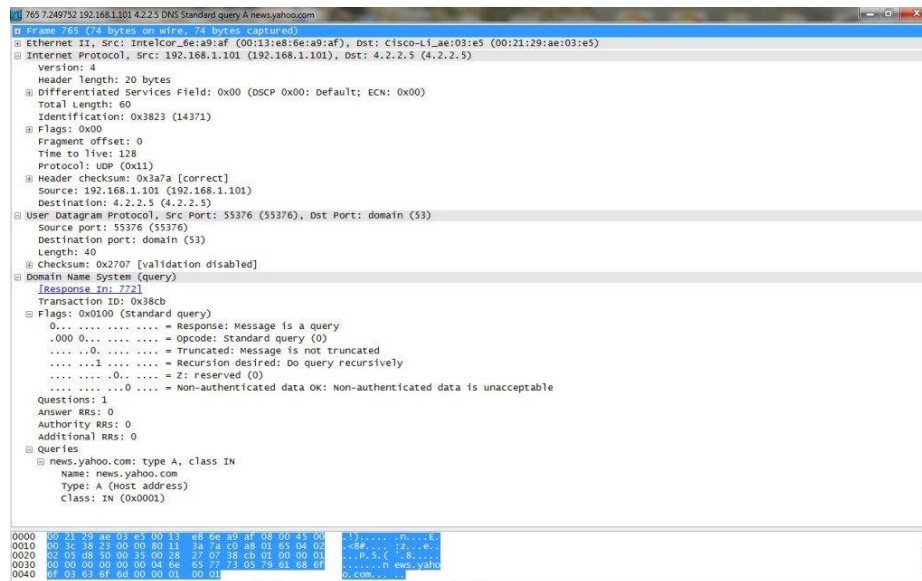 765 7.249752 192.168.1.101 4.2.2.5 DNS Standard query A news.yahoo.com
Frame 765 (74 bytes on wire, 74 bytes captured)
Ethernet II, Src: IntelCor_6e:a9:af (00:13:e8:6e:a9:af), Dst: Cisco-Li_ae:03:e5 (00:21:29:ae:03:e5)
Internet Protocol, Src: 192.168.1.101 (192.168.1.101), Dst: 4.2.2.5 (4.2.2.5)
Version: 4
Header length: 20 bytes
Differentiated Services Field: 0x00 (DSCP 0x00: Default; ECN: 0x00)
Total Length: 60
Identification: 0x3823 (14371)
Flags: 0x00
Fragment offset: 0
Time to live: 128
Protocol: UDP (0x11)
Header checksum: 0x3a7a [correct]
Source: 192.168.1.101 (192.168.1.101)
Destination: 4.2.2.5 (4.2.2.5)
User Datagram Protocol, Src Port: 55376 (55376), Dst Port: domain (53)
Source port: 55376 (55376)
Destination port: domain (53)
Length: 40
Checksum: 0x2707 [validation disabled]
Domain Name System (query)
[Response In: 772]
Transaction ID: 0x38cb
Flags: 0x0100 (Standard query)
0... .... .... .... = Response: Message is a query
.000 0... .... .... = Opcode: Standard query (0)
.... ..0. .... .... = Truncated: Message is not truncated
.... ...1 .... .... = Recursion desired: Do query recursively
.... .... .0.. .... = Z: reserved (0)
.... .... ...0 .... = Non-authenticated data OK: Non-authenticated data is unacceptable
Questions: 1
Answer RRs: 0
Authority RRs: 0
Additional RRs: 0
Queries
news.yahoo.com: type A, class IN
Name: news.yahoo.com
Type: A (Host address)
Class: IN (0x0001)
0000 00 21 29 ae 03 e5 00 13 e8 6e a9 af 08 00 45 00 .!)..... .n....E.
0010 00 3c 38 23 00 00 80 11 3a 7a c0 a8 01 65 04 02 .<8#.... :z...e..
0020 02 05 d8 50 00 35 00 28 27 07 38 cb 01 00 00 01 ...P.5.( '.8.....
0030 00 00 00 00 00 00 04 6e 65 77 73 05 79 61 68 6f .......n ews.yaho
0040 6f 03 63 6f 6d 00 00 01 00 01 o.com... ..